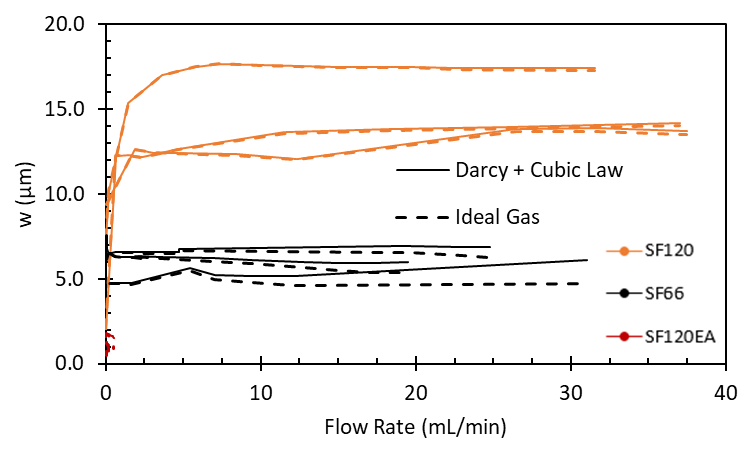 20.0
15.0
10.0
5.0
0.0
w (µm)
Darcy + Cubic Law
Ideal Gas
SF120
SF66
SF120EA
0 10 20 30 40
Flow Rate (mL/min)